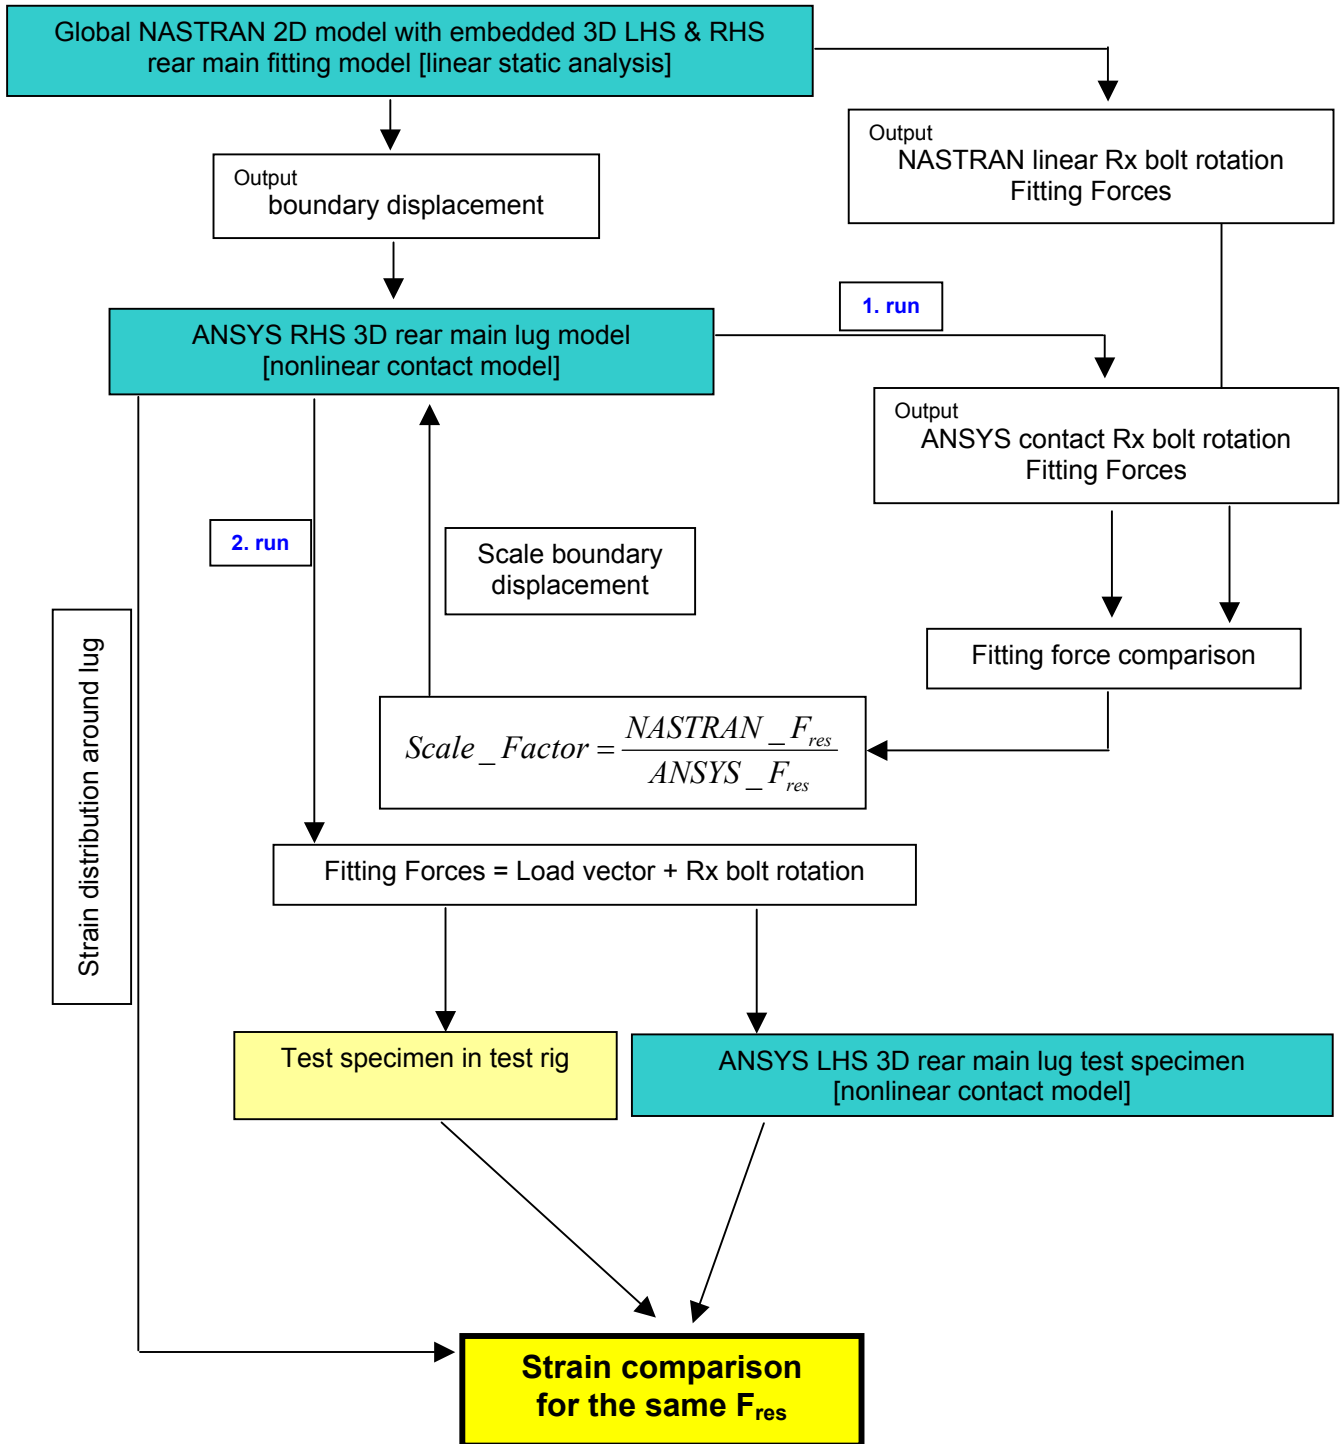 Global NASTRAN 2D model with embedded 3D LHS & RHS
rear main fitting model [linear static analysis]
Output
boundary displacement
Output
NASTRAN linear Rx bolt rotation
Fitting Forces
ANSYS RHS 3D rear main lug model
[nonlinear contact model]
1. run
Output
ANSYS contact Rx bolt rotation
Fitting Forces
2. run
Scale boundary
displacement
Strain distribution around lug
Fitting force comparison
Scale_Factor = NASTRAN_F_res / ANSYS_F_res
Fitting Forces = Load vector + Rx bolt rotation
Test specimen in test rig
ANSYS LHS 3D rear main lug test specimen
[nonlinear contact model]
Strain comparison
for the same F_res